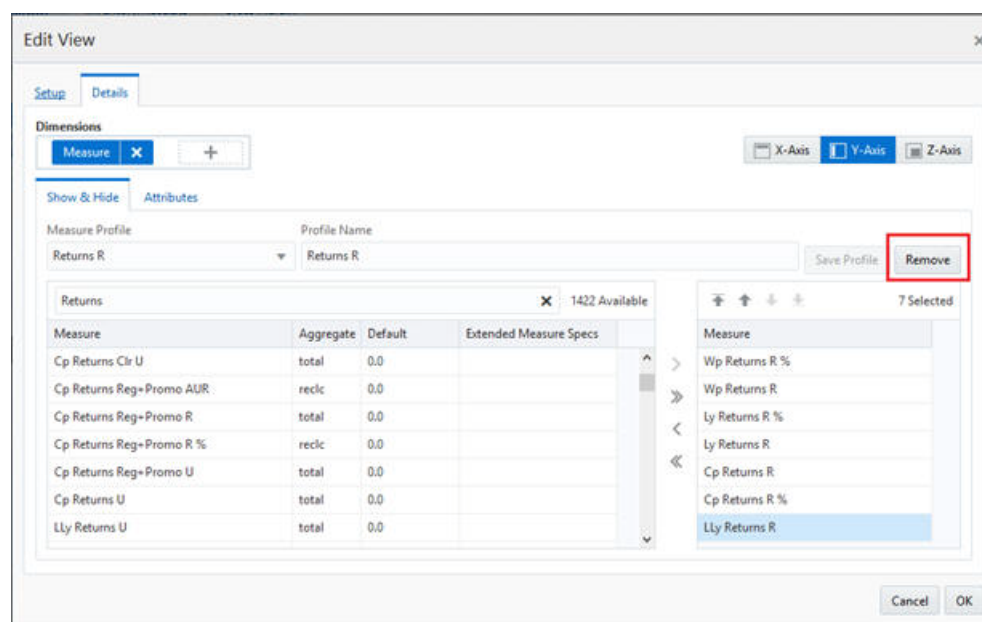 Edit View
Setup Details
Dimensions
Measure
X-Axis Y-Axis Z-Axis
Show & Hide Attributes
Measure Profile Profile Name
Returns R Returns R Save Profile Remove
Returns 1422 Available 7 Selected
Measure Aggregate Default Extended Measure Specs Measure
Cp Returns Clr U total 0.0 Wp Returns R %
Cp Returns Reg+Promo AUR reclc 0.0 Wp Returns R
Cp Returns Reg+Promo R total 0.0 Ly Returns R %
Cp Returns Reg+Promo R % reclc 0.0 Ly Returns R
Cp Returns Reg+Promo U total 0.0 Cp Returns R
Cp Returns U total 0.0 Cp Returns R %
LLy Returns U total 0.0 LLy Returns R
Cancel OK